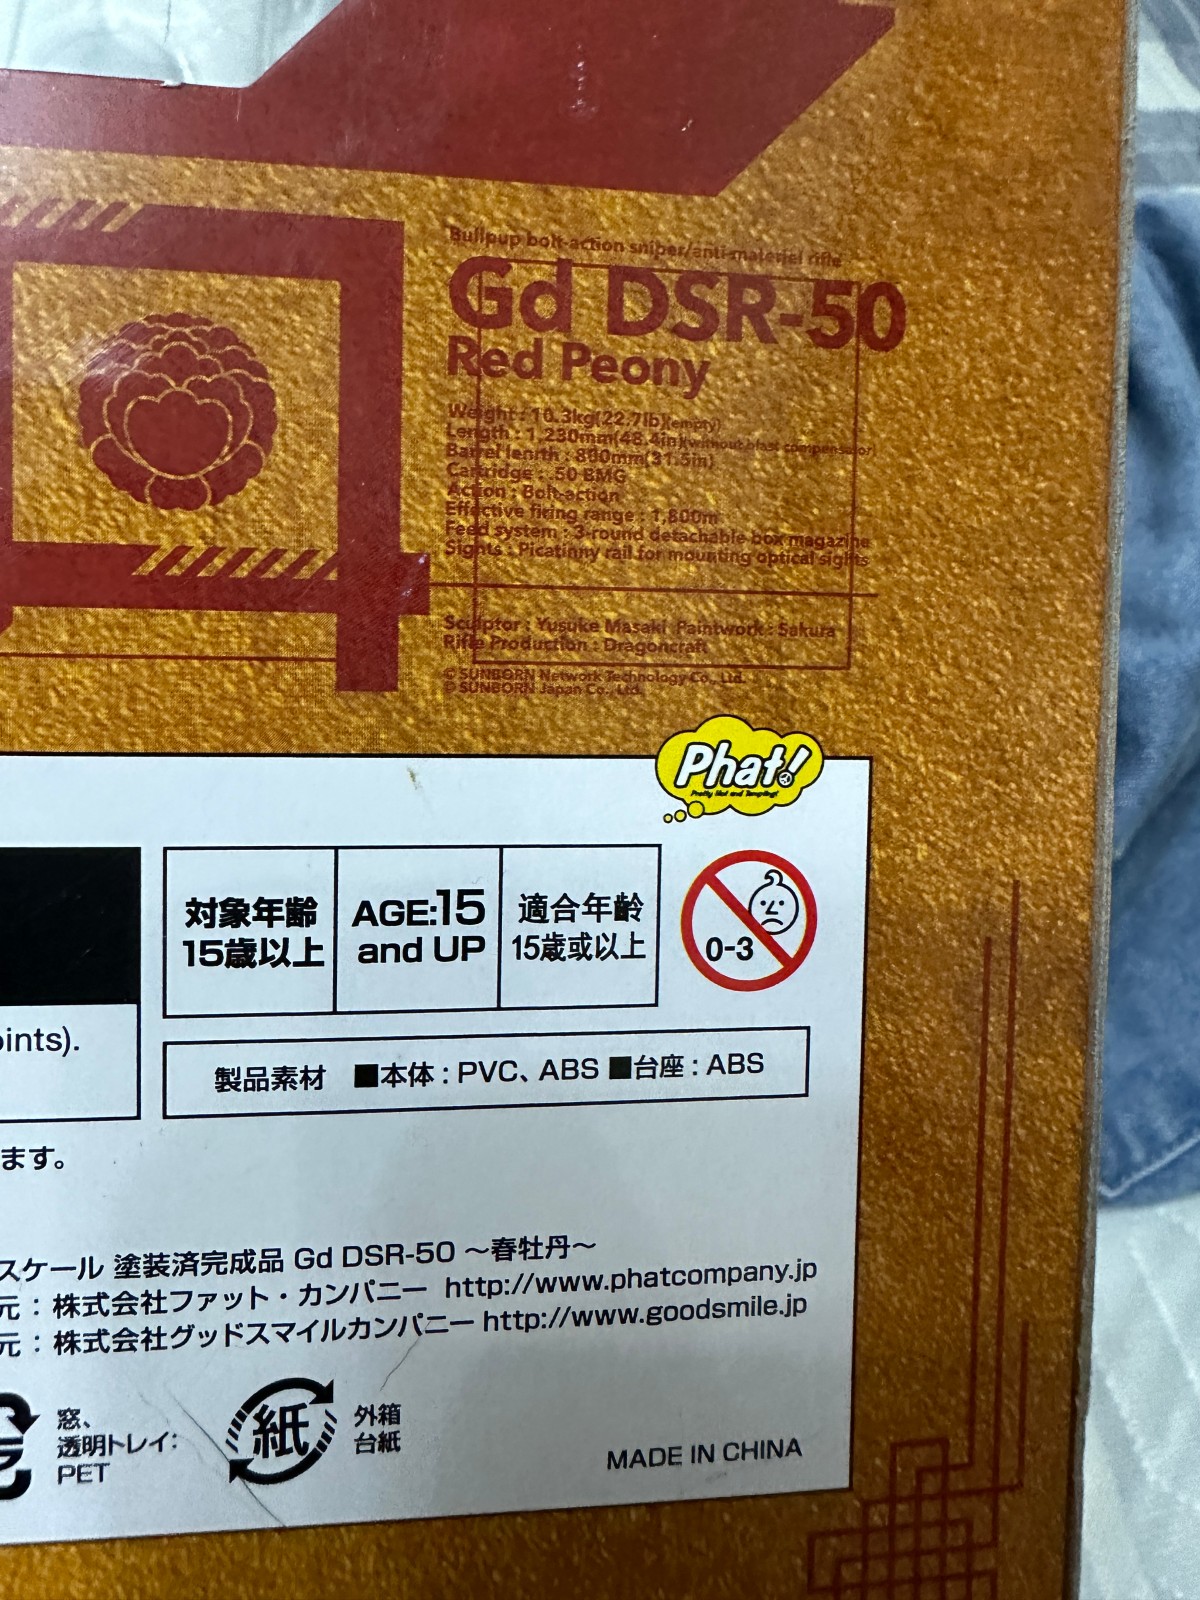 Bullpup bolt-action sniper/anti-materiel rifle
Gd DSR-50
Red Peony
Weight : 10.3kg(22.7lb)(empty)
Length : 1,230mm(48.4in)(without blast compensator)
Barrel lenrth : 800mm(31.5in)
Cartridge : .50 BMG
Action : Bolt-action
Effective firing range : 1,800m
Feed system : 3-round detachable box magazine
Sights : Picatinny rail for mounting optical sights
Sculptor : Yusuke Masaki Paintwork : Sakura
Rifle Production : Dragoncraft
© SUNBORN Network Technology Co., Ltd.
© SUNBORN Japan Co., Ltd.
Phat!
Pretty Hot and Tempting!
対象年齢
15歳以上
AGE:15
and UP
適合年齡
15歲或以上
0-3
oints).
製品素材 ■本体 : PVC、ABS ■台座 : ABS
ます。
スケール 塗装済完成品 Gd DSR-50 ～春牡丹～
元 : 株式会社ファット・カンパニー http://www.phatcompany.jp
元 : 株式会社グッドスマイルカンパニー http://www.goodsmile.jp
窓、
透明トレイ:
PET
紙
外箱
台紙
MADE IN CHINA